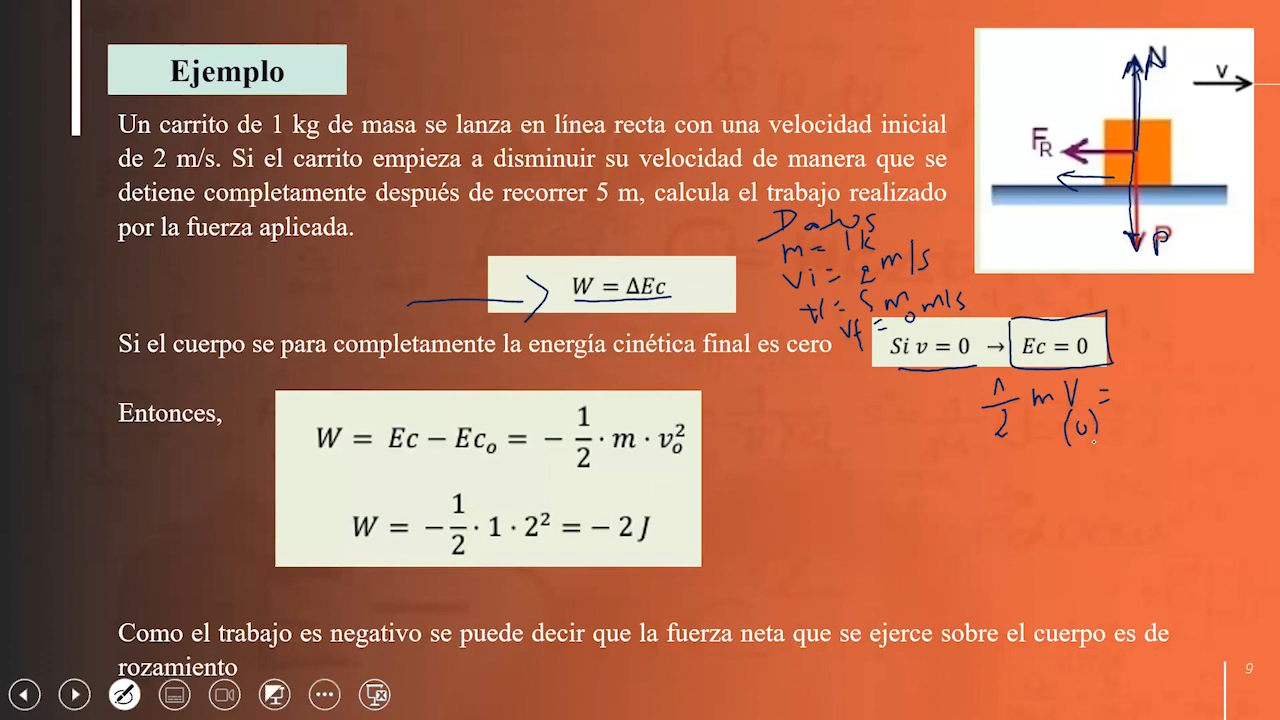 Ejemplo
Un carrito de 1 kg de masa se lanza en línea recta con una velocidad inicial
de 2 m/s. Si el carrito empieza a disminuir su velocidad de manera que se
detiene completamente después de recorrer 5 m, calcula el trabajo realizado
por la fuerza aplicada.
N
v
F_R
P
Datos
m = 1k
Vi = 2 m/s
= 5 m
Vf = 0 m/s
W = ΔEc
Si el cuerpo se para completamente la energía cinética final es cero
Si v = 0 → Ec = 0
1/2 m V =
(0)
Entonces,
W = Ec − Ec₀ = − 1/2 · m · v₀²
W = − 1/2 · 1 · 2² = − 2 J
Como el trabajo es negativo se puede decir que la fuerza neta que se ejerce sobre el cuerpo es de
rozamiento
9